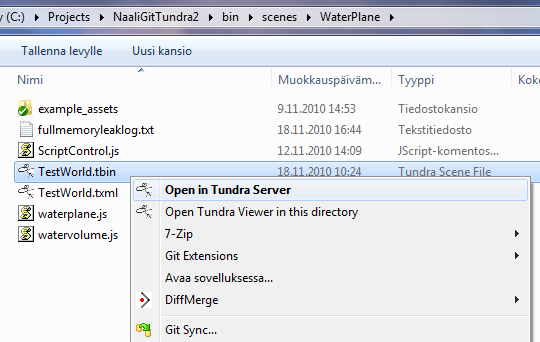 (C:) ▸ Projects ▸ NaaliGitTundra2 ▸ bin ▸ scenes ▸ WaterPlane ▸
Tallenna levylle Uusi kansio
Nimi Muokkauspäiväm... Tyyppi Koko
example_assets 9.11.2010 14:53 Tiedostokansio
fullmemoryleaklog.txt 18.11.2010 16:44 Tekstitiedosto
ScriptControl.js 12.11.2010 14:09 JScript-komentos...
TestWorld.tbin 18.11.2010 10:24 Tundra Scene File
TestWorld.txml
waterplane.js
watervolume.js
Open in Tundra Server
Open Tundra Viewer in this directory
7-Zip
Git Extensions
Avaa sovelluksessa...
DiffMerge
Git Sync...